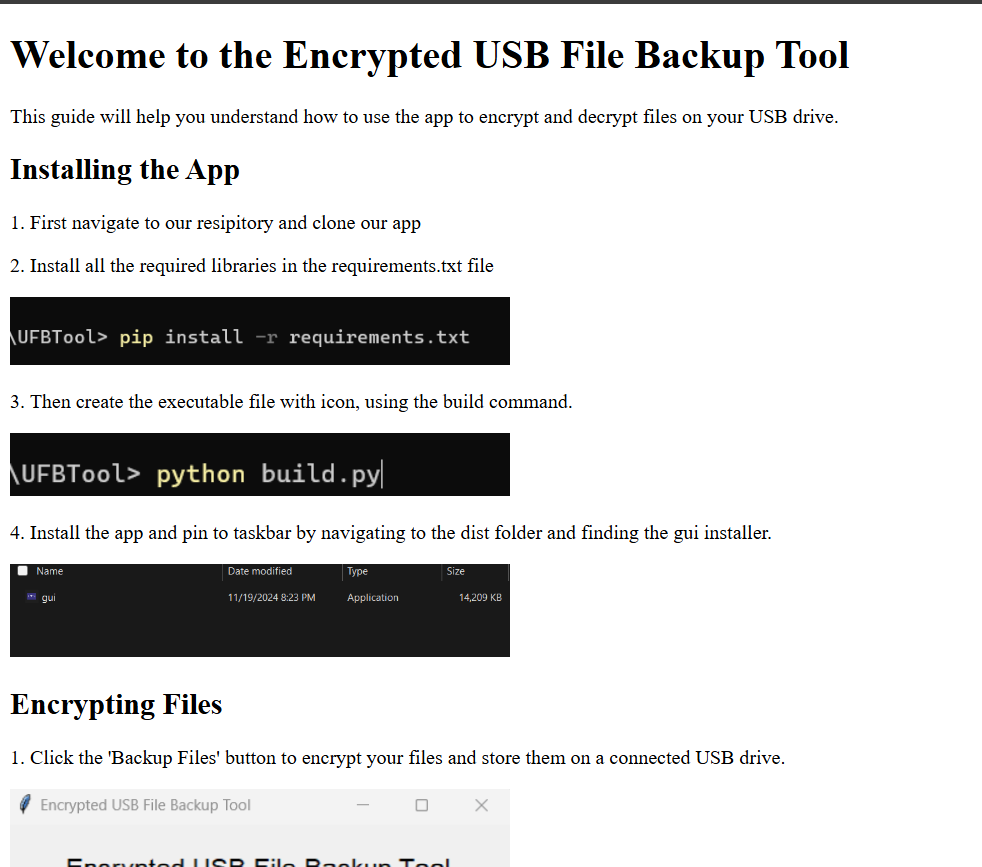 Welcome to the Encrypted USB File Backup Tool
This guide will help you understand how to use the app to encrypt and decrypt files on your USB drive.
Installing the App
1. First navigate to our resipitory and clone our app
2. Install all the required libraries in the requirements.txt file
\UFBTool> pip install -r requirements.txt
3. Then create the executable file with icon, using the build command.
\UFBTool> python build.py
4. Install the app and pin to taskbar by navigating to the dist folder and finding the gui installer.
Name Date modified Type Size
gui 11/19/2024 8:23 PM Application 14,209 KB
Encrypting Files
1. Click the 'Backup Files' button to encrypt your files and store them on a connected USB drive.
Encrypted USB File Backup Tool
Encrypted USB File Backup Tool